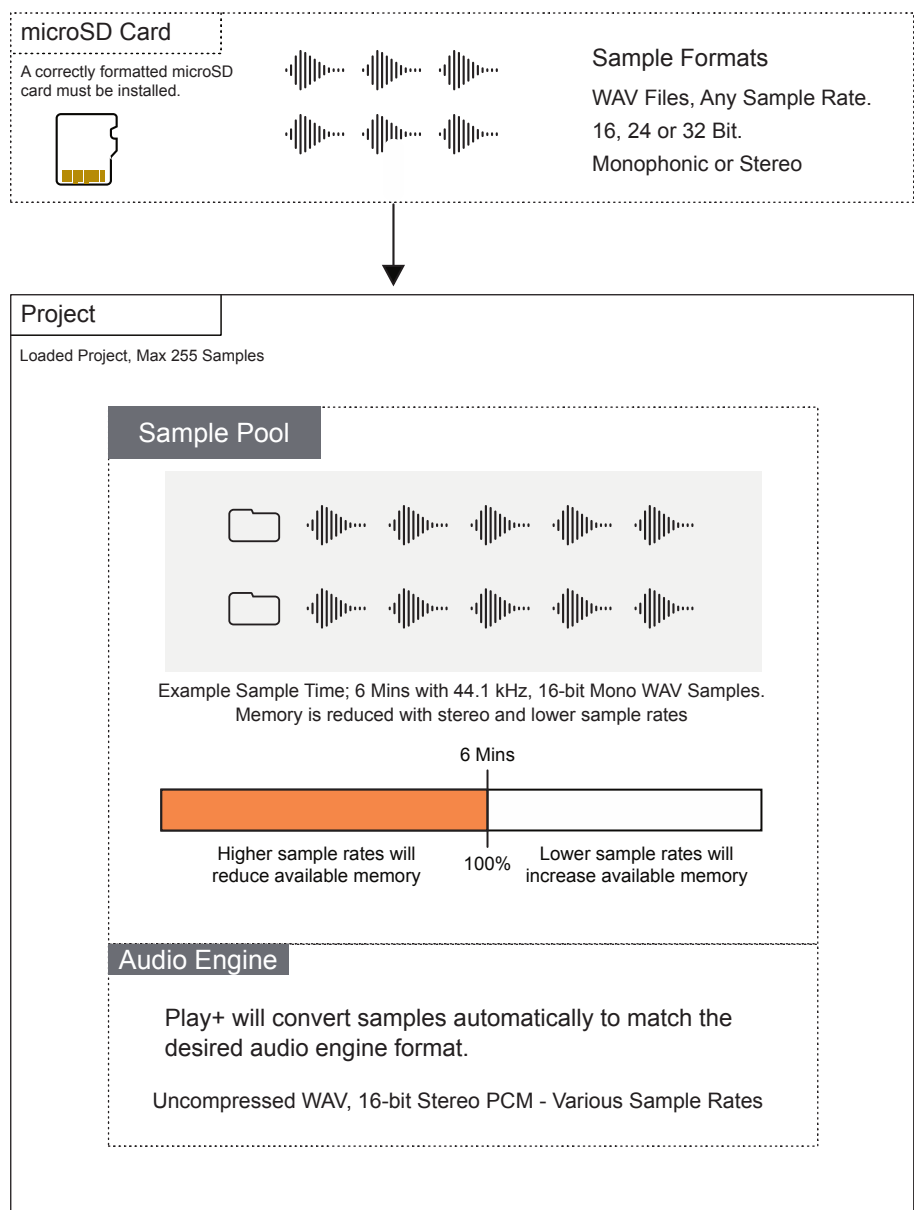 microSD Card
A correctly formatted microSD
card must be installed.
Sample Formats
WAV Files, Any Sample Rate.
16, 24 or 32 Bit.
Monophonic or Stereo
Project
Loaded Project, Max 255 Samples
Sample Pool
Example Sample Time; 6 Mins with 44.1 kHz, 16-bit Mono WAV Samples.
Memory is reduced with stereo and lower sample rates
6 Mins
Higher sample rates will
reduce available memory
100%
Lower sample rates will
increase available memory
Audio Engine
Play+ will convert samples automatically to match the
desired audio engine format.
Uncompressed WAV, 16-bit Stereo PCM - Various Sample Rates